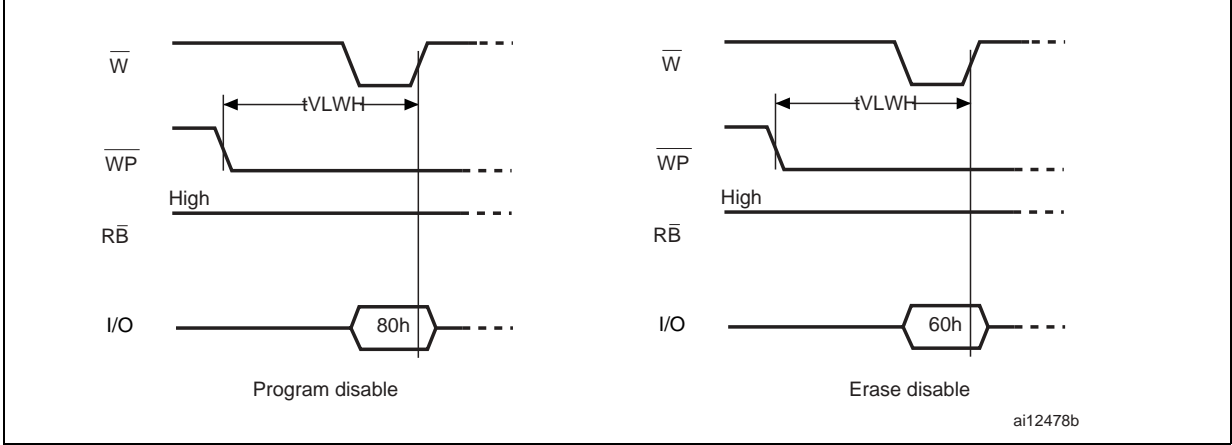 W
tVLWH
WP
High
RB
I/O
80h
Program disable
W
tVLWH
WP
High
RB
I/O
60h
Erase disable
ai12478b